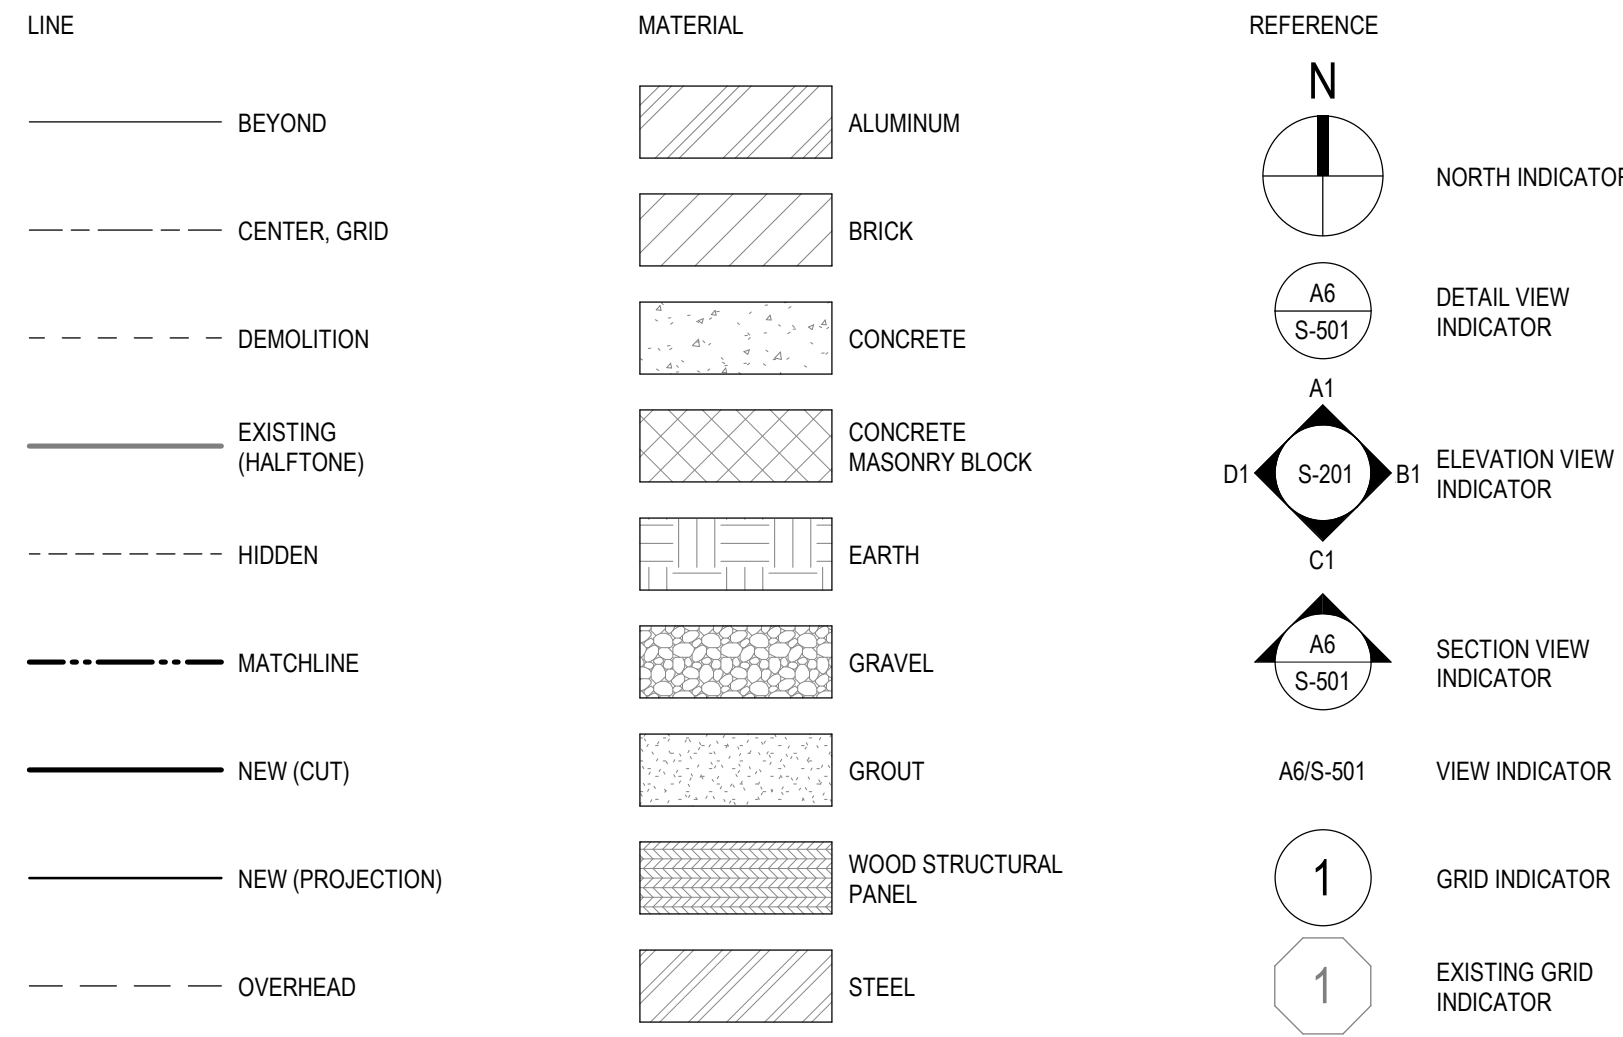 LINE
BEYOND
CENTER, GRID
DEMOLITION
EXISTING
(HALFTONE)
HIDDEN
MATCHLINE
NEW (CUT)
NEW (PROJECTION)
OVERHEAD
MATERIAL
ALUMINUM
BRICK
CONCRETE
CONCRETE
MASONRY BLOCK
EARTH
GRAVEL
GROUT
WOOD STRUCTURAL
PANEL
STEEL
REFERENCE
N
NORTH INDICATOR
A6
S-501
DETAIL VIEW
INDICATOR
A1
D1
S-201
B1
C1
ELEVATION VIEW
INDICATOR
A6
S-501
SECTION VIEW
INDICATOR
A6/S-501
VIEW INDICATOR
1
GRID INDICATOR
1
EXISTING GRID
INDICATOR